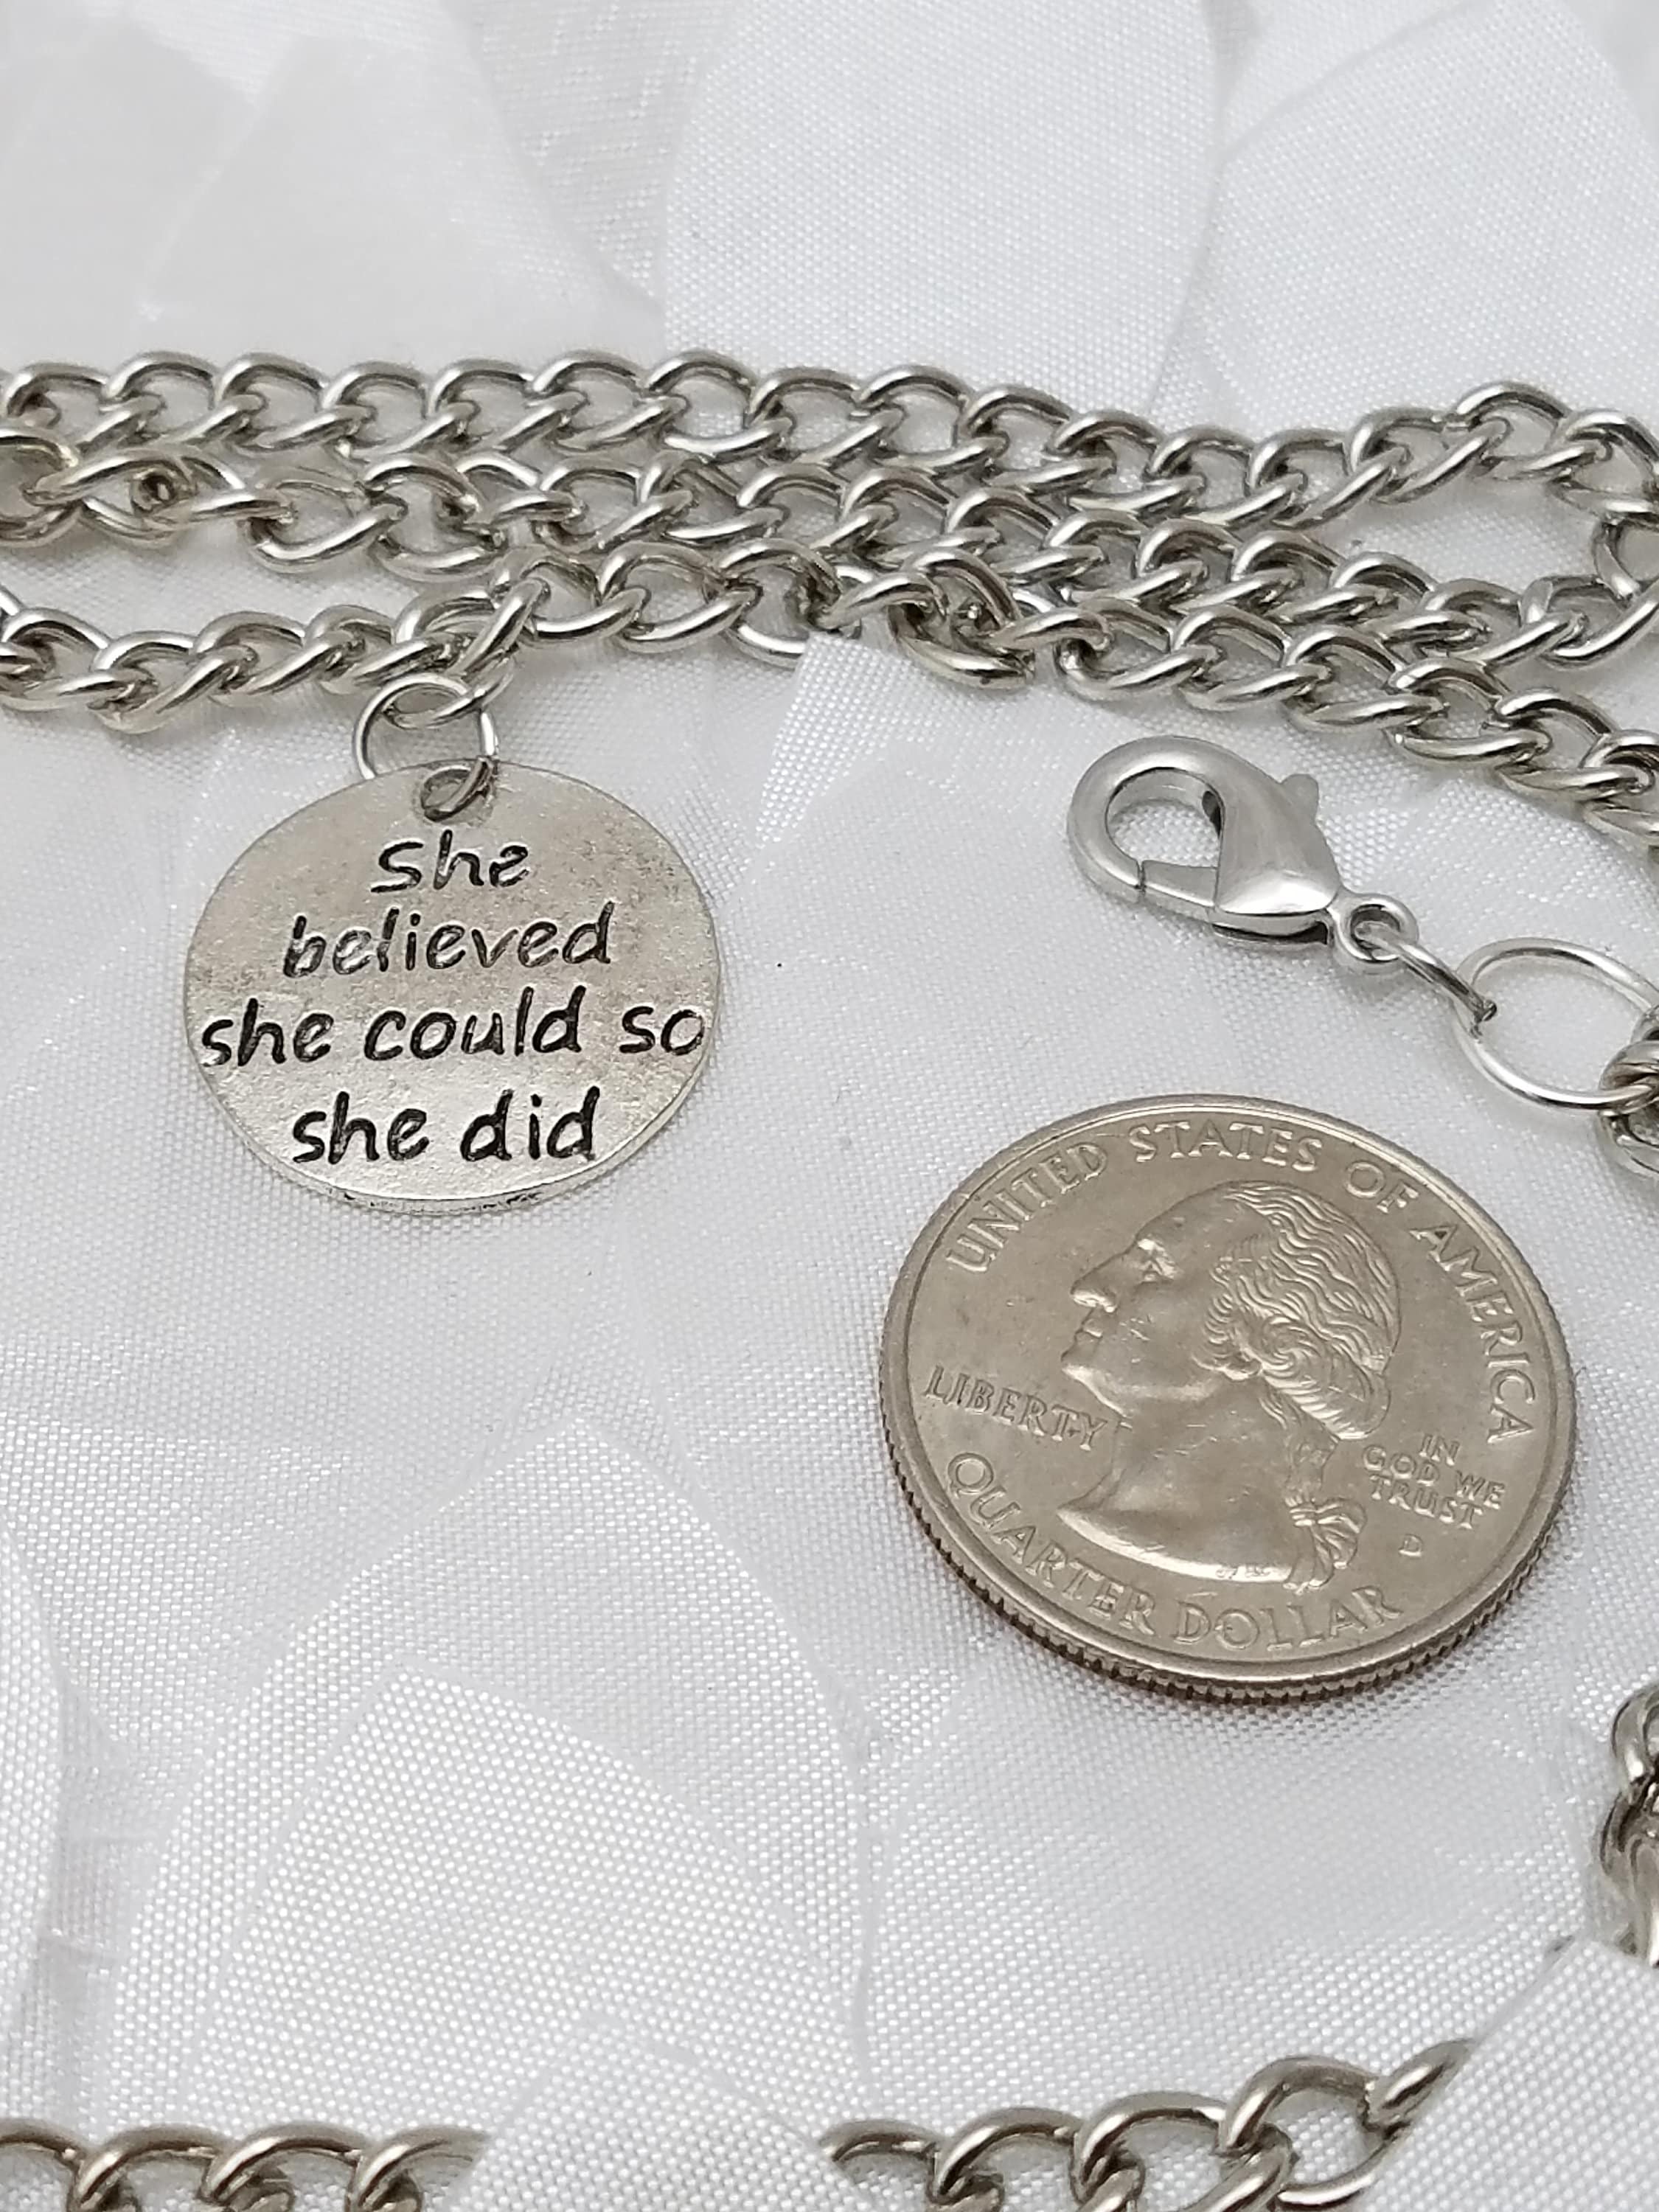 she
believed
she could so
she did
UNITED STATES OF AMERICA
LIBERTY
IN
GOD WE
TRUST
D
QUARTER DOLLAR